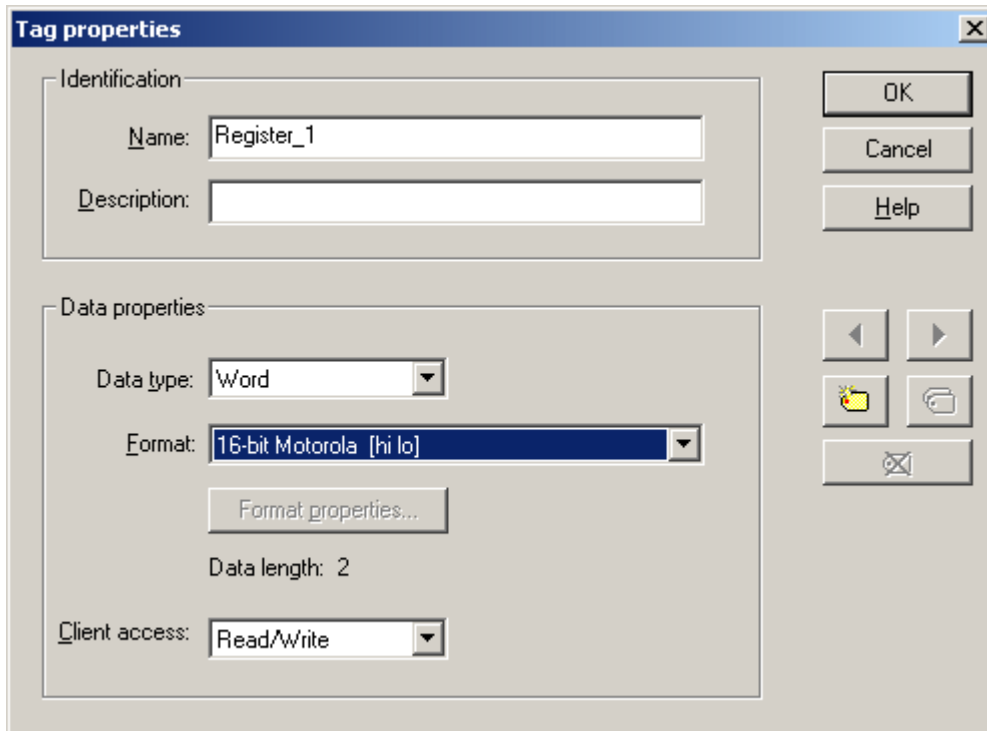 Tag properties
Identification
Name: Register_1
Description:
OK
Cancel
Help
Data properties
Data type: Word
Format: 16-bit Motorola [hi lo]
Format properties...
Data length: 2
Client access: Read/Write